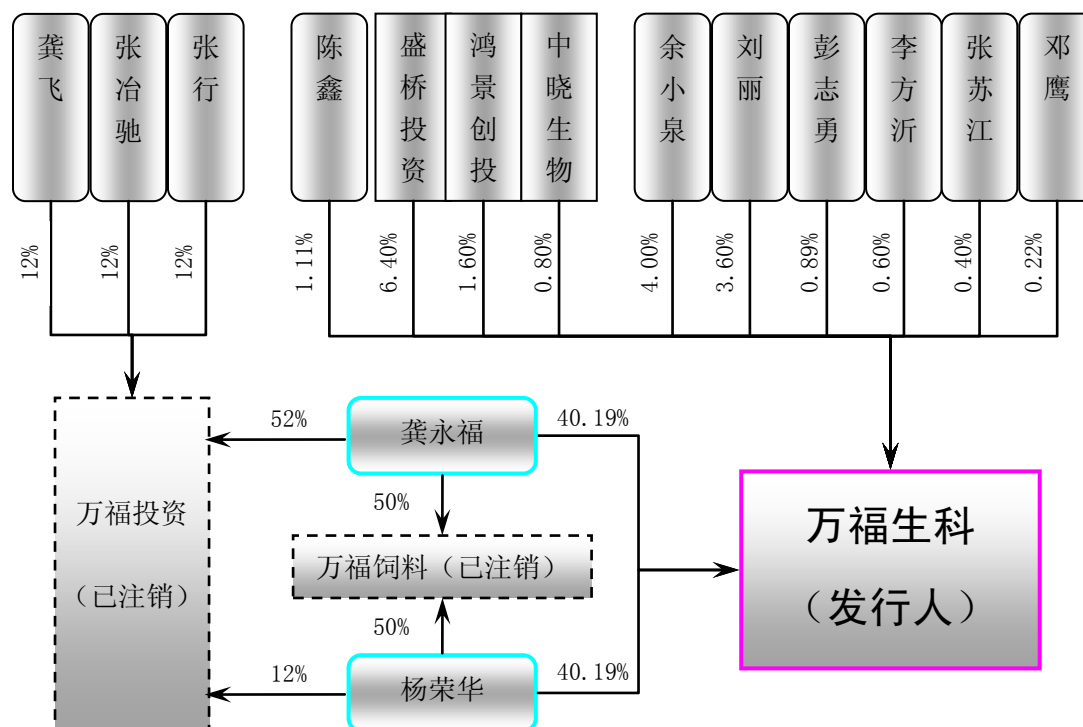 龚飞
张冶驰
张行
陈鑫
盛桥投资
鸿景创投
中晓生物
余小泉
刘丽
彭志勇
李方沂
张苏江
邓鹰
12%
12%
12%
1.11%
6.40%
1.60%
0.80%
4.00%
3.60%
0.89%
0.60%
0.40%
0.22%
52%
龚永福
40.19%
50%
万福投资
（已注销）
万福饲料（已注销）
万福生科
（发行人）
50%
12%
杨荣华
40.19%